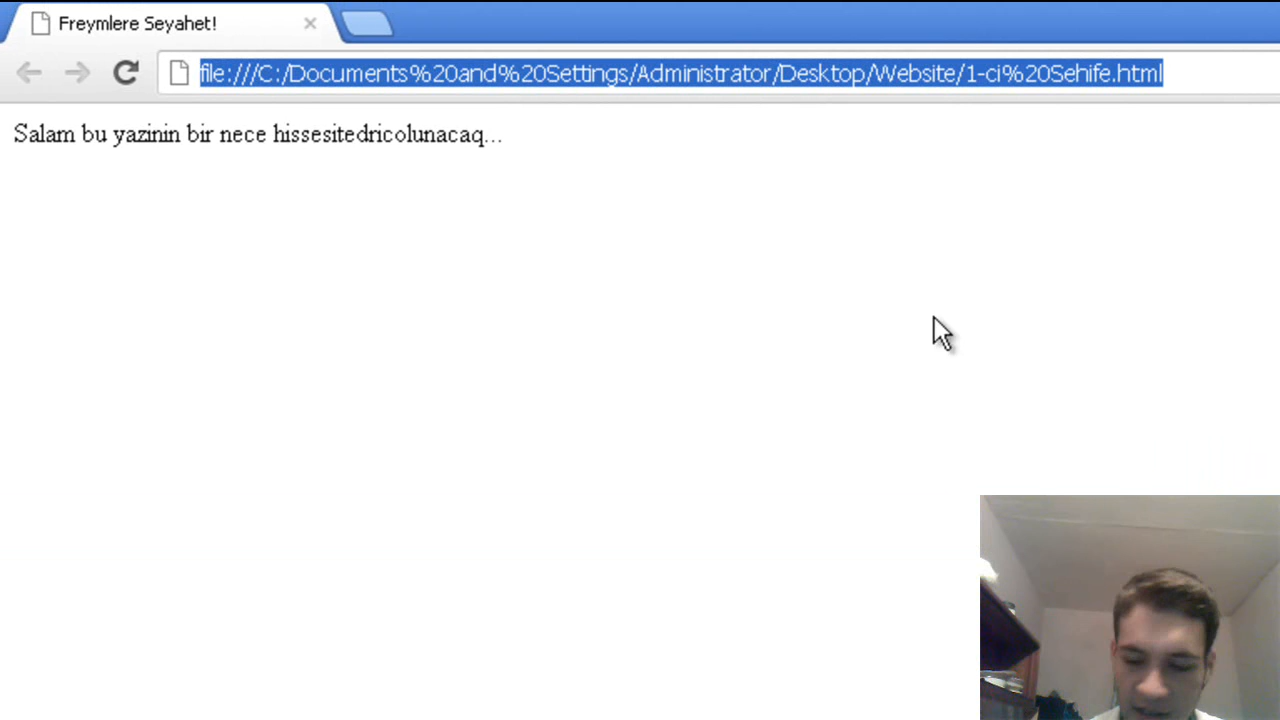 Freymlere Seyahet!
file:///C:/Documents%20and%20Settings/Administrator/Desktop/Website/1-ci%20Sehife.html
Salam bu yazinin bir nece hissesitedricolunacaq...